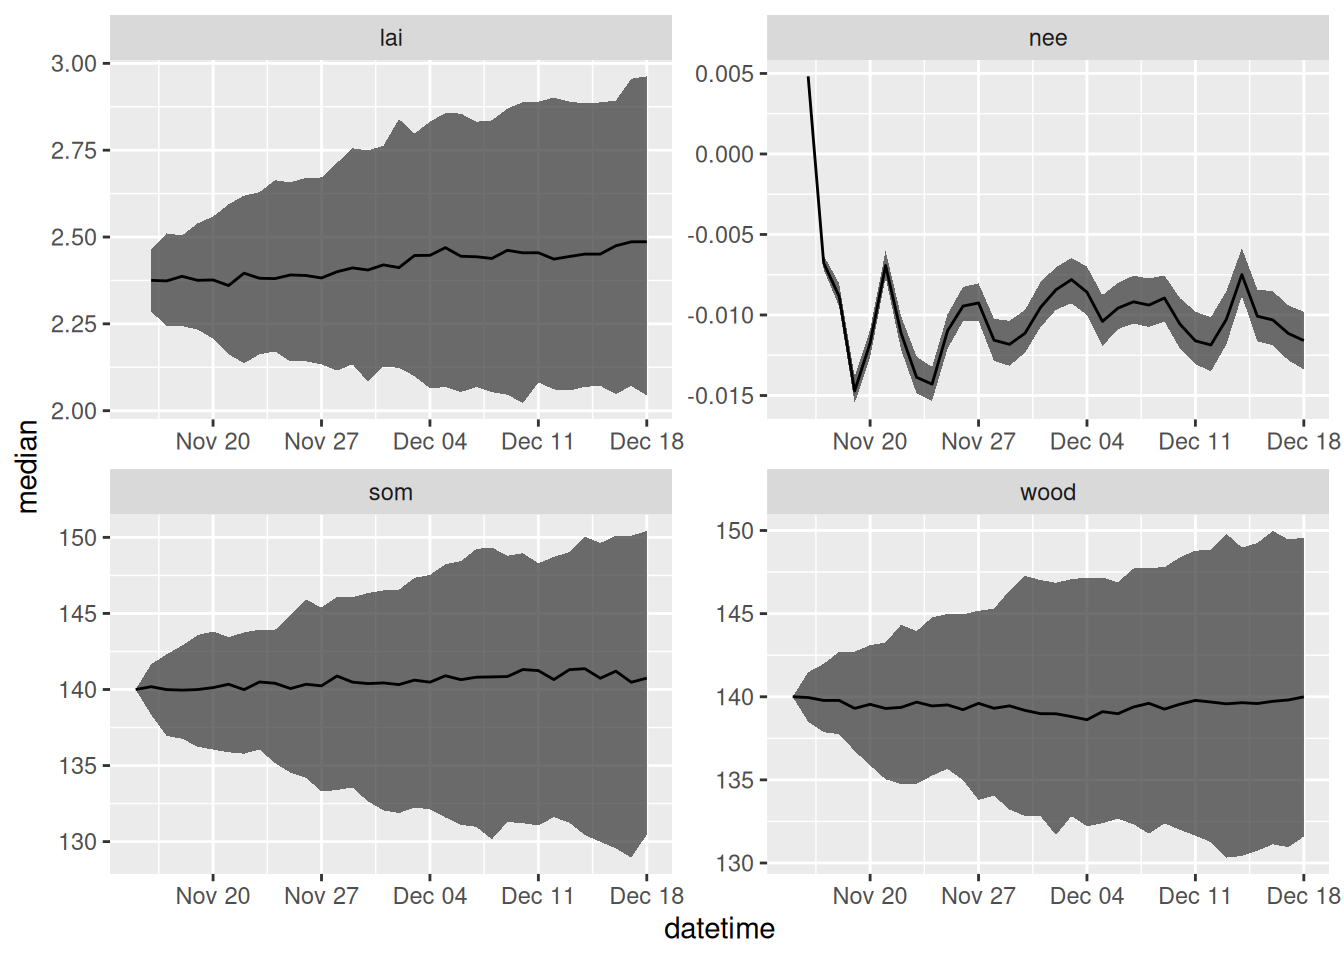 lai
3.00
2.75
2.50
2.25
2.00
Nov 20 Nov 27 Dec 04 Dec 11 Dec 18
nee
0.005
0.000
-0.005
-0.010
-0.015
Nov 20 Nov 27 Dec 04 Dec 11 Dec 18
median
som
150
145
140
135
130
Nov 20 Nov 27 Dec 04 Dec 11 Dec 18
wood
150
145
140
135
130
Nov 20 Nov 27 Dec 04 Dec 11 Dec 18
datetime